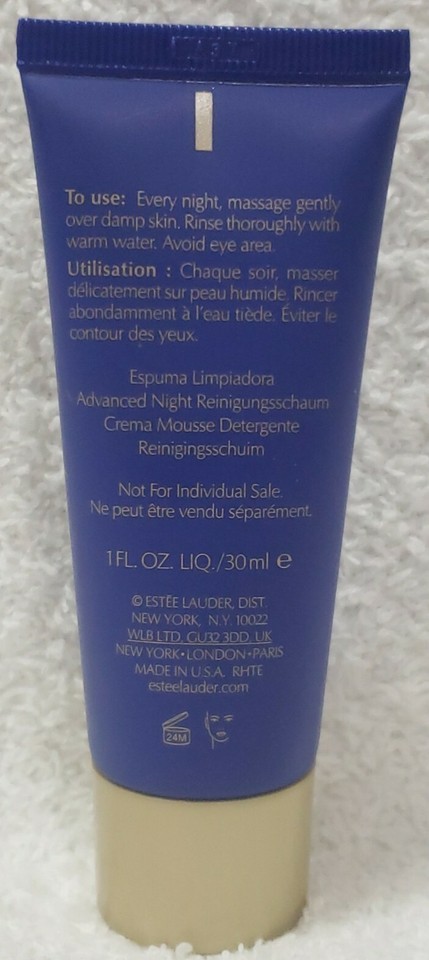 To use: Every night, massage gently
over damp skin. Rinse thoroughly with
warm water. Avoid eye area.
Utilisation : Chaque soir, masser
délicatement sur peau humide. Rincer
abondamment à l'eau tiède. Éviter le
contour des yeux.
Espuma Limpiadora
Advanced Night Reinigungsschaum
Crema Mousse Detergente
Reinigingsschuim
Not For Individual Sale.
Ne peut être vendu séparément.
1 FL. OZ. LIQ./30 ml e
© ESTĒE LAUDER, DIST.
NEW YORK, N.Y. 10022
WLB LTD. GU32 3DD. UK
NEW YORK•LONDON•PARIS
MADE IN U.S.A. RHTE
esteelauder.com
24M